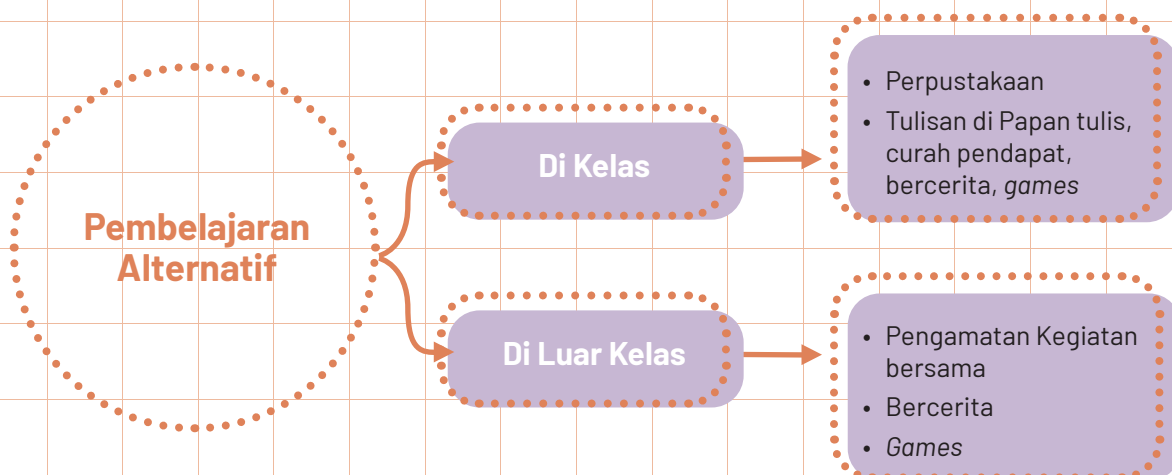 Pembelajaran
Alternatif
Di Kelas
• Perpustakaan
• Tulisan di Papan tulis,
curah pendapat,
bercerita, games
Di Luar Kelas
• Pengamatan Kegiatan
bersama
• Bercerita
• Games